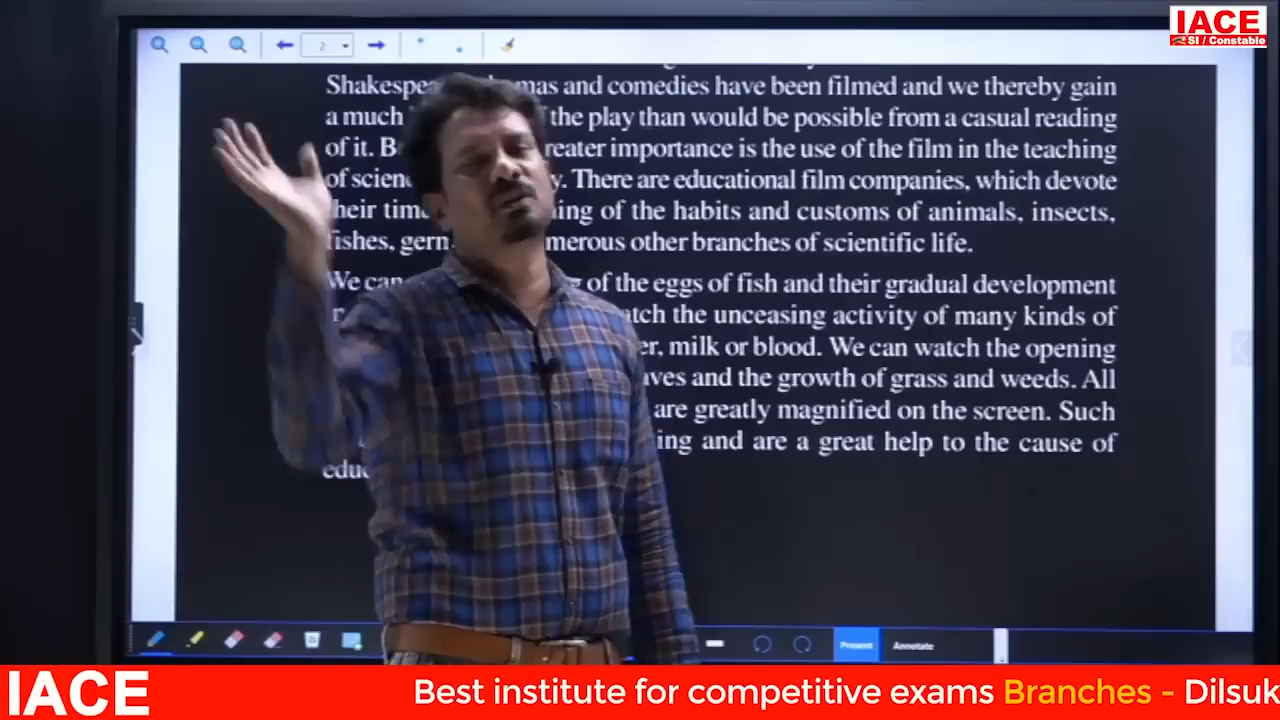 IACE
SI / Constable
2
Shakespea mas and comedies have been filmed and we thereby gain
a much the play than would be possible from a casual reading
of it. B reater importance is the use of the film in the teaching
of scien y. There are educational film companies, which devote
their time ing of the habits and customs of animals, insects,
fishes, germ merous other branches of scientific life.
We can of the eggs of fish and their gradual development
atch the unceasing activity of many kinds of
er, milk or blood. We can watch the opening
aves and the growth of grass and weeds. All
are greatly magnified on the screen. Such
ing and are a great help to the cause of
educ
Present Annotate
IACE Best institute for competitive exams Branches - Dilsuk